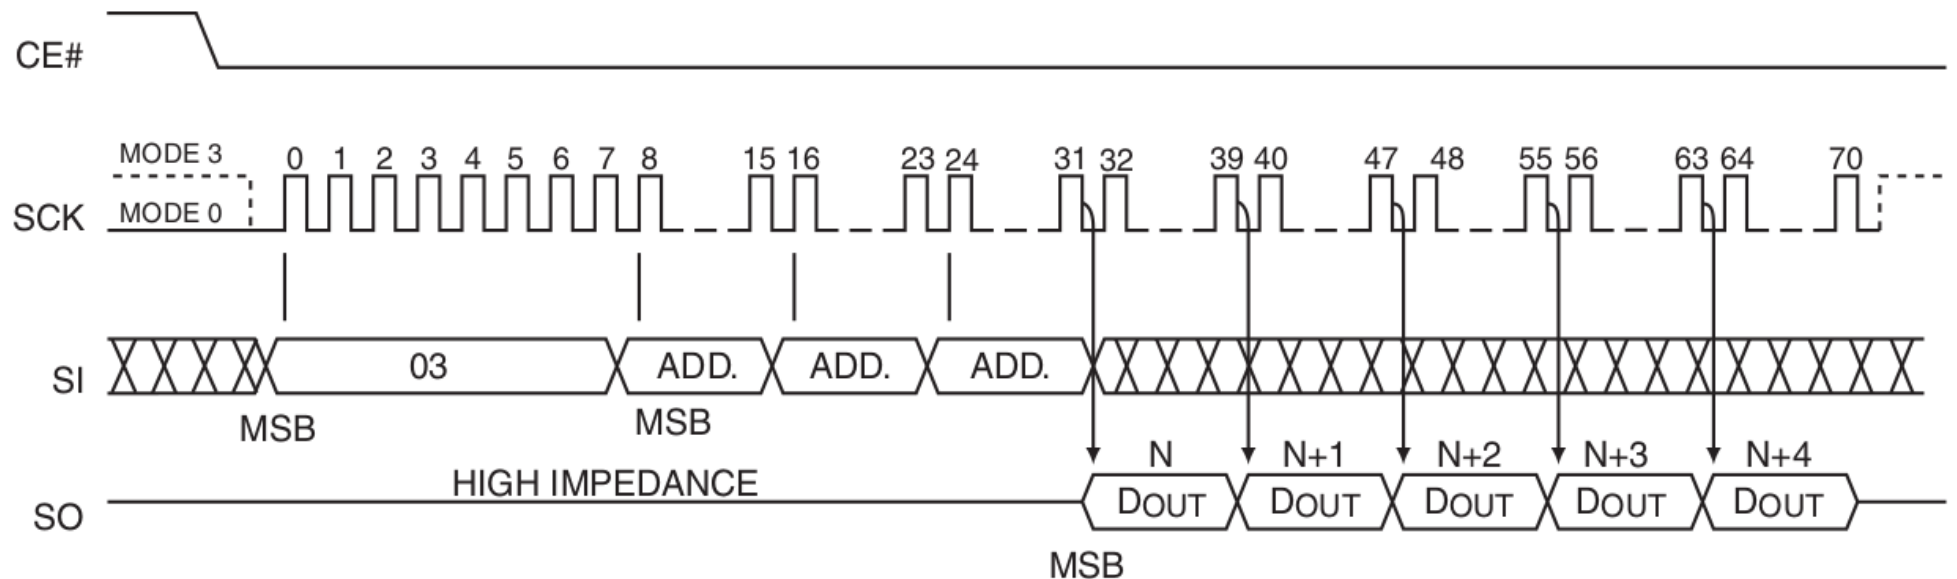 CE#
MODE 3
0 1 2 3 4 5 6 7 8 15 16 23 24 31 32 39 40 47 48 55 56 63 64 70
SCK
MODE 0
SI
03 ADD. ADD. ADD.
MSB MSB
N N+1 N+2 N+3 N+4
HIGH IMPEDANCE
SO
DOUT DOUT DOUT DOUT DOUT
MSB